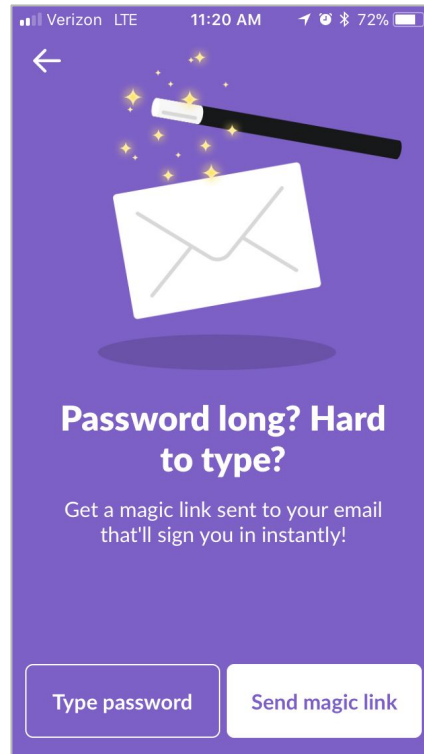 Verizon LTE 11:20 AM 72%
Password long? Hard
to type?
Get a magic link sent to your email
that'll sign you in instantly!
Type password Send magic link